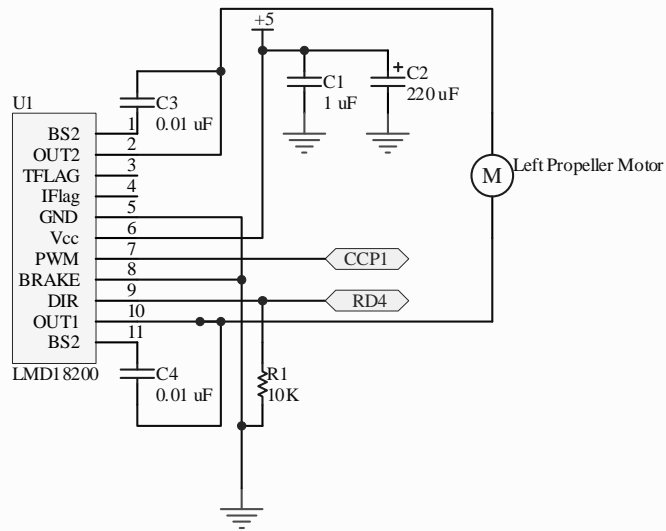 +5
C1
1 uF
C2
220 uF
U1
C3
0.01 uF
BS2 1
OUT2 2
TFLAG 3
IFlag 4
GND 5
Vcc 6
PWM 7
BRAKE 8
DIR 9
OUT1 10
BS2 11
LMD18200
M
Left Propeller Motor
CCP1
RD4
C4
0.01 uF
R1
10K